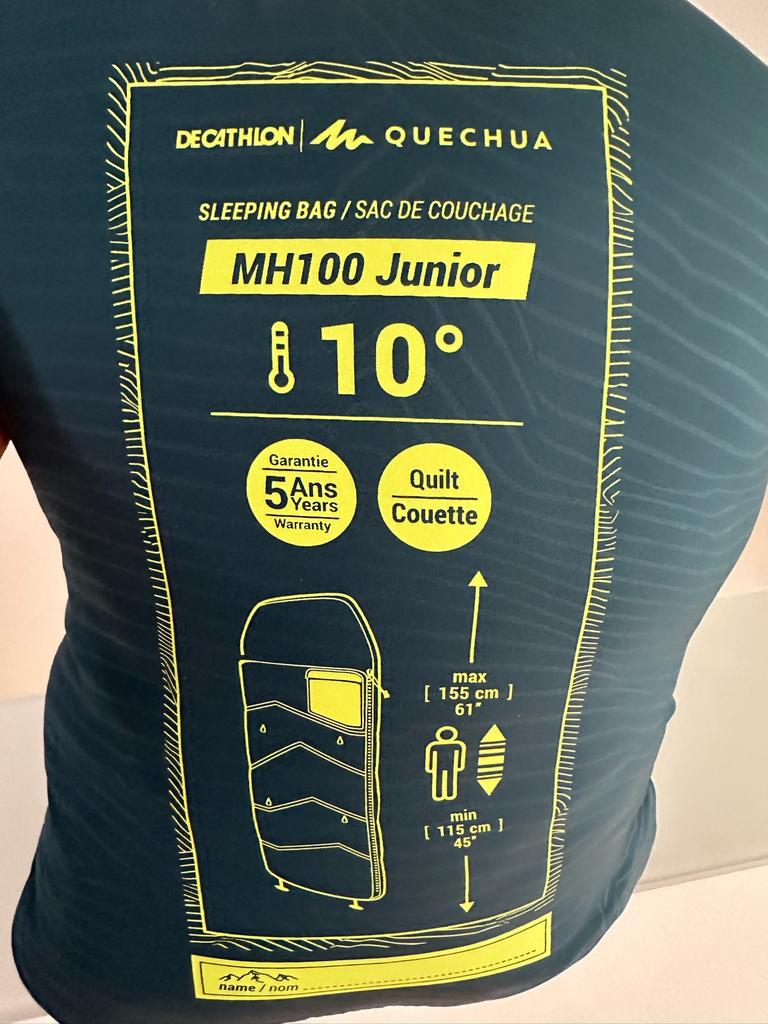 DECATHLON | QUECHUA
SLEEPING BAG / SAC DE COUCHAGE
MH100 Junior
10°
Garantie
5 Ans
Years
Warranty
Quilt
Couette
max
[ 155 cm ]
61"
min
[ 115 cm ]
45"
name / nom